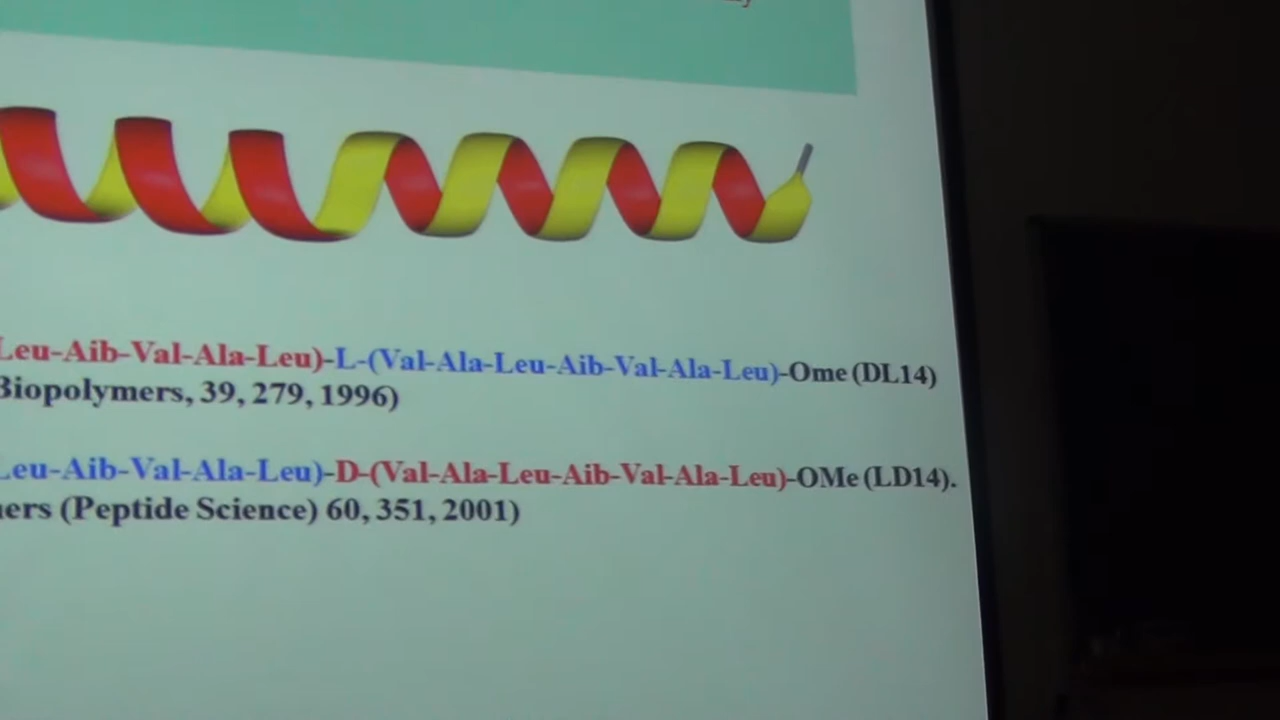 Leu-Aib-Val-Ala-Leu)-L-(Val-Ala-Leu-Aib-Val-Ala-Leu)-Ome (DL14)
Biopolymers, 39, 279, 1996)
Leu-Aib-Val-Ala-Leu)-D-(Val-Ala-Leu-Aib-Val-Ala-Leu)-OMe (LD14).
ers (Peptide Science) 60, 351, 2001)